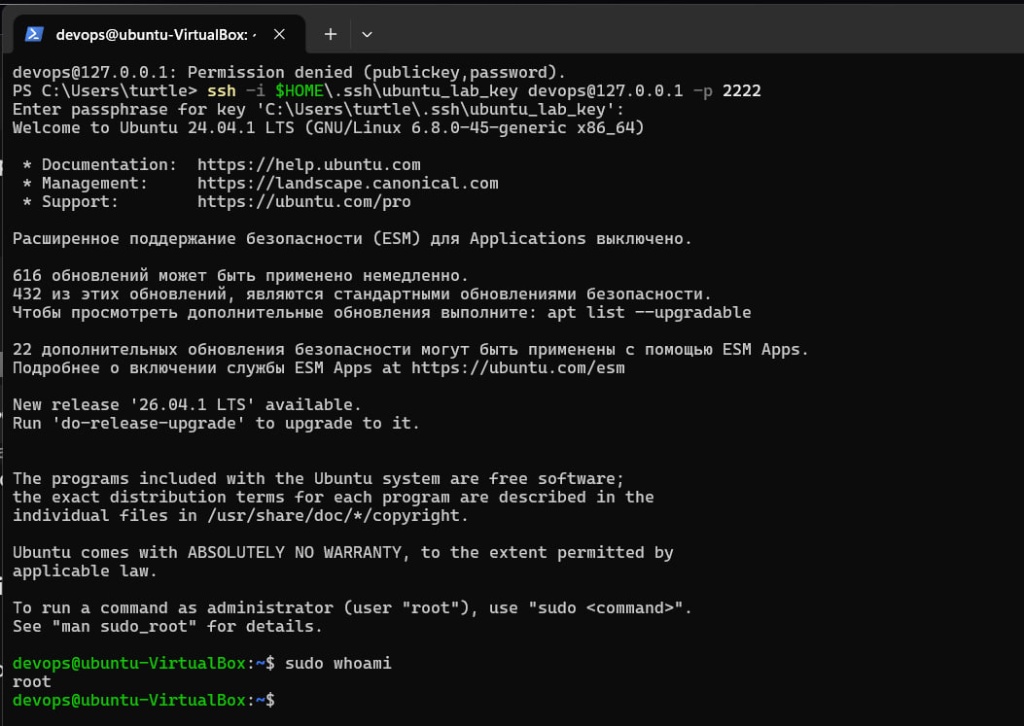 devops@ubuntu-VirtualBox: ~
devops@127.0.0.1: Permission denied (publickey,password).
PS C:\Users\turtle> ssh -i $HOME\.ssh\ubuntu_lab_key devops@127.0.0.1 -p 2222
Enter passphrase for key 'C:\Users\turtle\.ssh\ubuntu_lab_key':
Welcome to Ubuntu 24.04.1 LTS (GNU/Linux 6.8.0-45-generic x86_64)
* Documentation:  https://help.ubuntu.com
* Management:     https://landscape.canonical.com
* Support:        https://ubuntu.com/pro
Расширенное поддержание безопасности (ESM) для Applications выключено.
616 обновлений может быть применено немедленно.
432 из этих обновлений, являются стандартными обновлениями безопасности.
Чтобы просмотреть дополнительные обновления выполните: apt list --upgradable
22 дополнительных обновления безопасности могут быть применены с помощью ESM Apps.
Подробнее о включении службы ESM Apps at https://ubuntu.com/esm
New release '26.04.1 LTS' available.
Run 'do-release-upgrade' to upgrade to it.
The programs included with the Ubuntu system are free software;
the exact distribution terms for each program are described in the
individual files in /usr/share/doc/*/copyright.
Ubuntu comes with ABSOLUTELY NO WARRANTY, to the extent permitted by
applicable law.
To run a command as administrator (user "root"), use "sudo <command>".
See "man sudo_root" for details.
devops@ubuntu-VirtualBox:~$ sudo whoami
root
devops@ubuntu-VirtualBox:~$